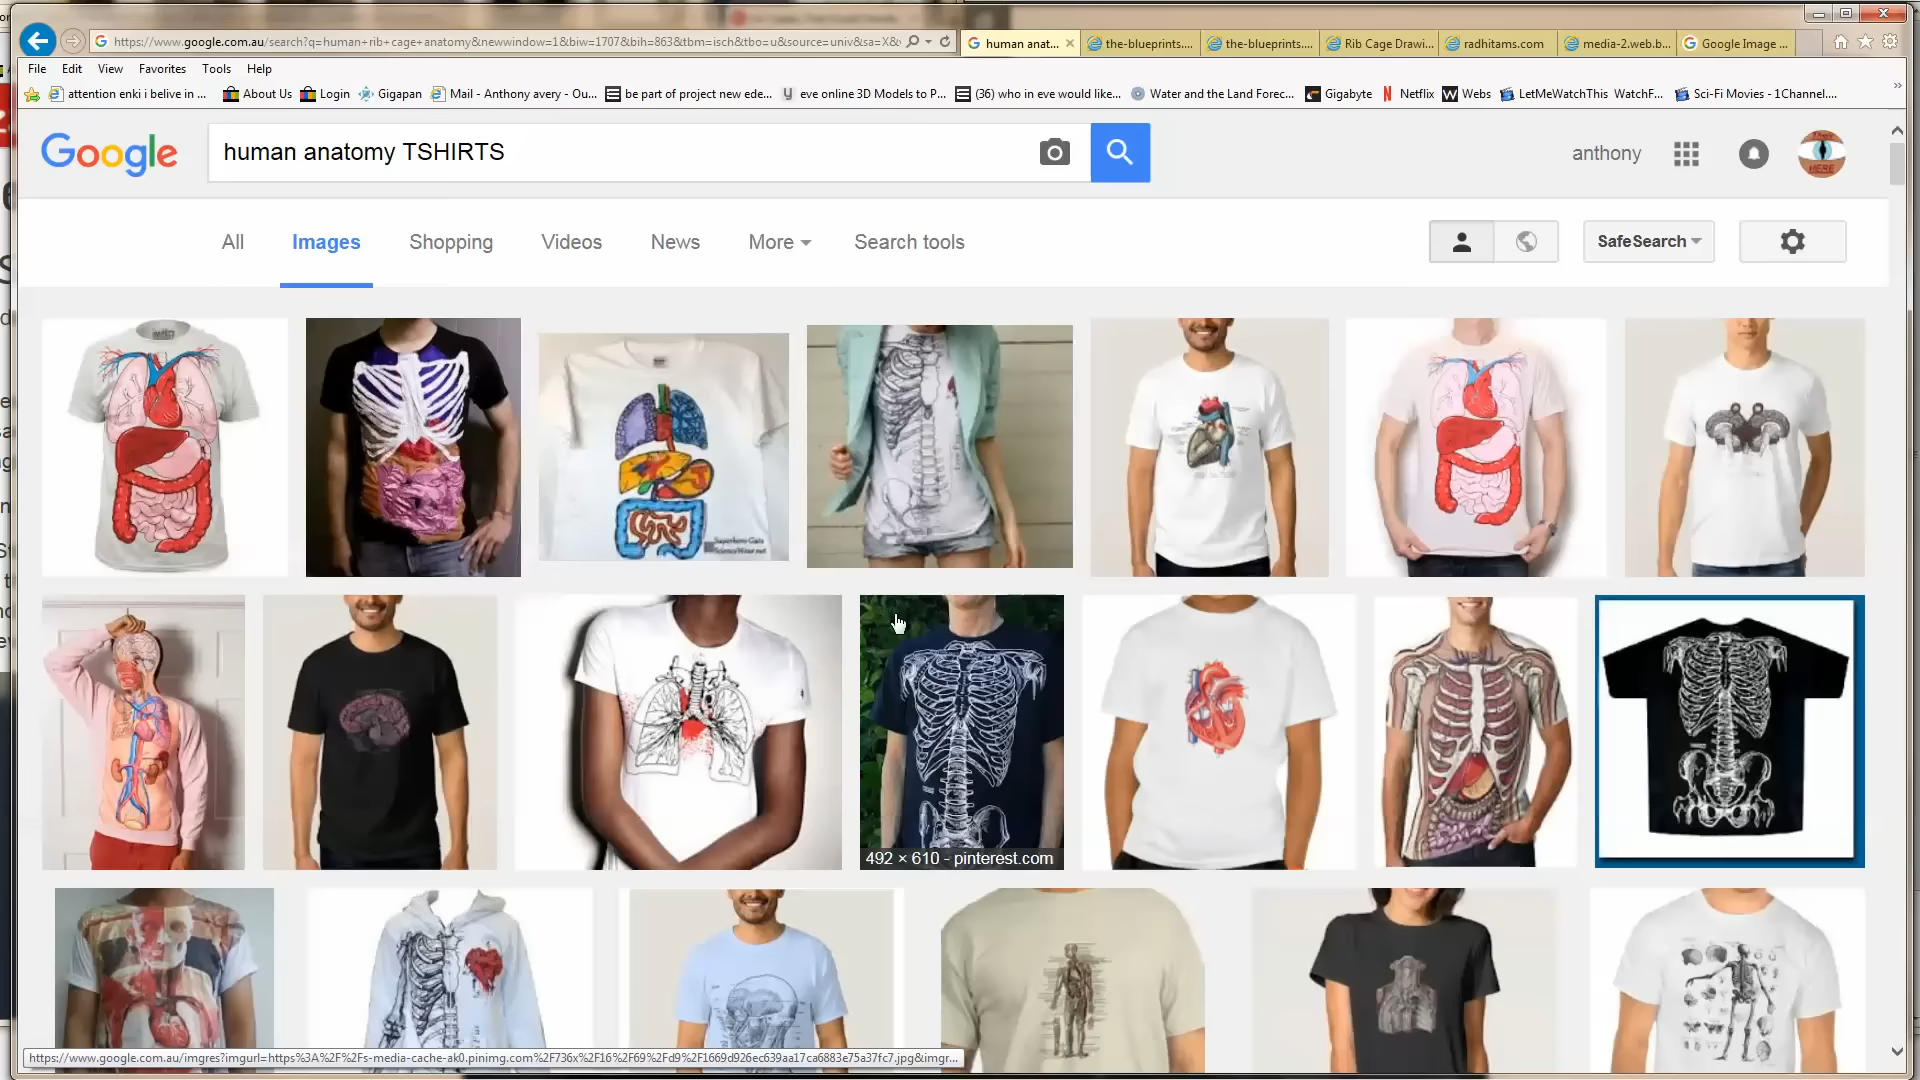 https://www.google.com.au/search?q=human+rib+cage+anatomy&newwindow=1&biw=1707&bih=863&tbm=isch&tbo=u&source=univ&sa=X&
human anat...
the-blueprints....
the-blueprints....
Rib Cage Drawi...
radhitams.com
media-2.web.b...
Google Image ...
File Edit View Favorites Tools Help
attention enki i belive in ...
About Us
Login
Gigapan
Mail - Anthony avery - Ou...
be part of project new ede...
eve online 3D Models to P...
(36) who in eve would like...
Water and the Land Forec...
Gigabyte
Netflix
Webs
LetMeWatchThis WatchF...
Sci-Fi Movies - 1Channel....
Google
human anatomy TSHIRTS
anthony
HERE
All Images Shopping Videos News More Search tools
SafeSearch
Superhero Guts
ScienceWear.net
492 × 610 - pinterest.com
https://www.google.com.au/imgres?imgurl=https%3A%2F%2Fs-media-cache-ak0.pinimg.com%2F736x%2F16%2F69%2Fd9%2F1669d926ec639aa17ca6883e75a37fc7.jpg&imgr...